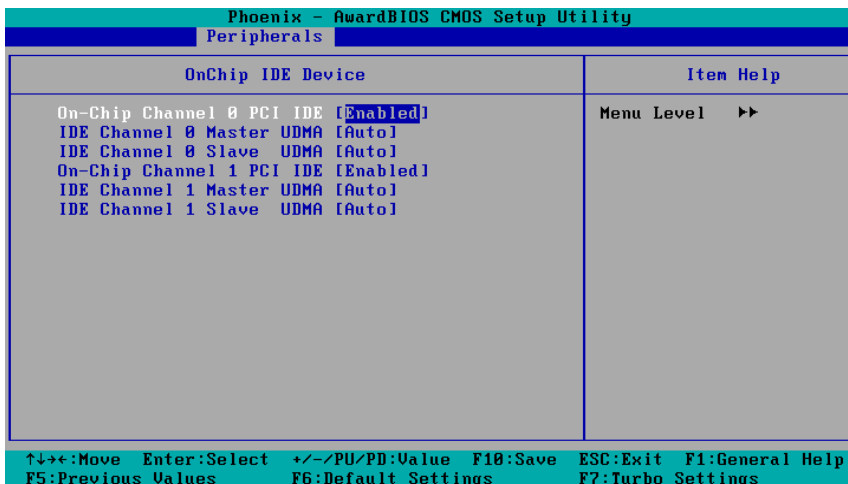 Phoenix - AwardBIOS CMOS Setup Utility
Peripherals
OnChip IDE Device
Item Help
On-Chip Channel 0 PCI IDE [Enabled]
IDE Channel 0 Master UDMA [Auto]
IDE Channel 0 Slave UDMA [Auto]
On-Chip Channel 1 PCI IDE [Enabled]
IDE Channel 1 Master UDMA [Auto]
IDE Channel 1 Slave UDMA [Auto]
Menu Level ▸▸
↑↓→←:Move Enter:Select +/-/PU/PD:Value F10:Save ESC:Exit F1:General Help
F5:Previous Values F6:Default Settings F7:Turbo Settings